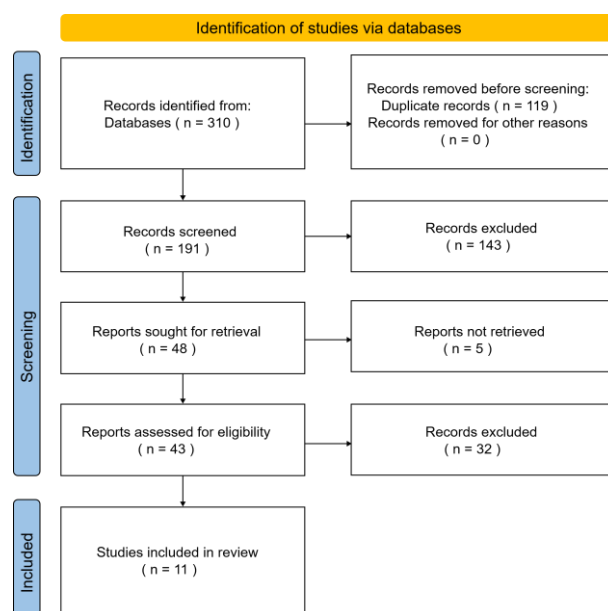 Identification of studies via databases
Identification
Records identified from:
Databases ( n = 310 )
Records removed before screening:
Duplicate records ( n = 119 )
Records removed for other reasons
( n = 0 )
Screening
Records screened
( n = 191 )
Records excluded
( n = 143 )
Reports sought for retrieval
( n = 48 )
Reports not retrieved
( n = 5 )
Reports assessed for eligibility
( n = 43 )
Records excluded
( n = 32 )
Included
Studies included in review
( n = 11 )